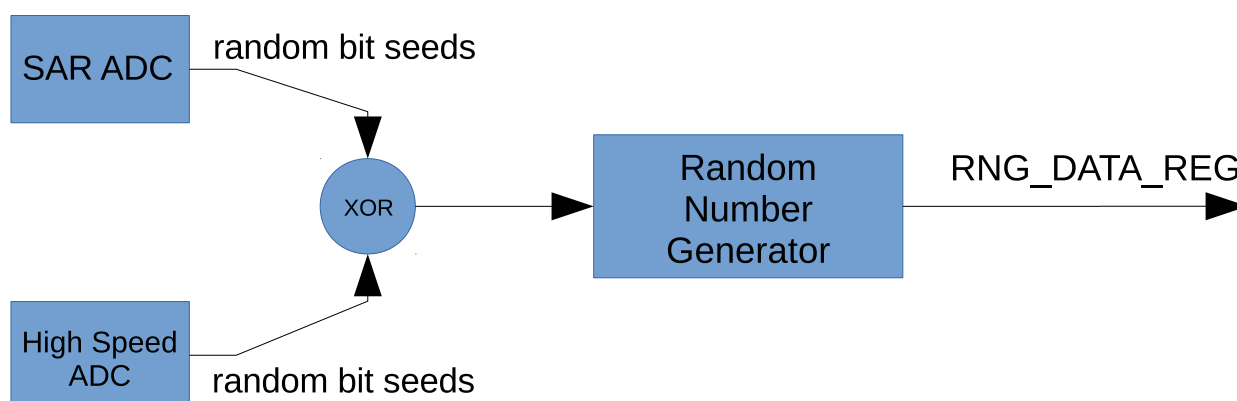 random bit seeds
SAR ADC
XOR
Random
Number
Generator
RNG_DATA_REG
High Speed
ADC
random bit seeds